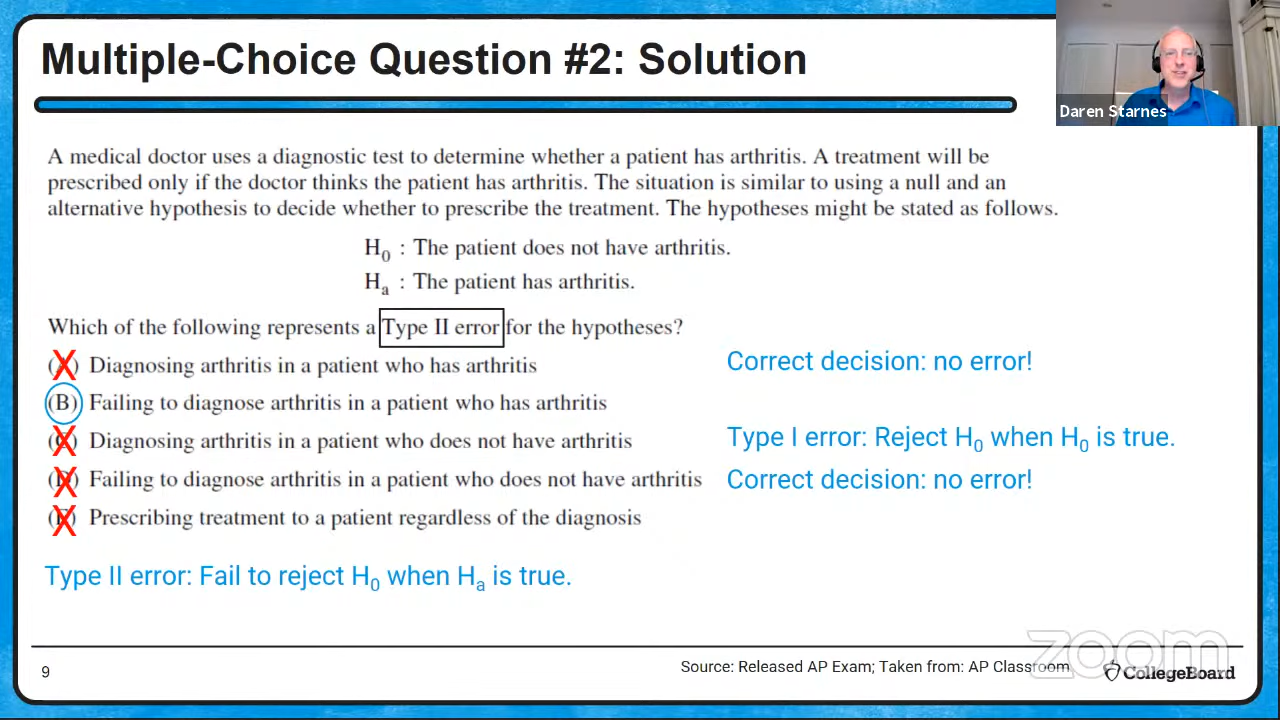 Multiple-Choice Question #2: Solution
Daren Starnes
A medical doctor uses a diagnostic test to determine whether a patient has arthritis. A treatment will be
prescribed only if the doctor thinks the patient has arthritis. The situation is similar to using a null and an
alternative hypothesis to decide whether to prescribe the treatment. The hypotheses might be stated as follows.
H0 : The patient does not have arthritis.
Ha : The patient has arthritis.
Which of the following represents a Type II error for the hypotheses?
(A) Diagnosing arthritis in a patient who has arthritis Correct decision: no error!
(B) Failing to diagnose arthritis in a patient who has arthritis
(C) Diagnosing arthritis in a patient who does not have arthritis Type I error: Reject H0 when H0 is true.
(D) Failing to diagnose arthritis in a patient who does not have arthritis Correct decision: no error!
(E) Prescribing treatment to a patient regardless of the diagnosis
Type II error: Fail to reject H0 when Ha is true.
zoom
9 Source: Released AP Exam; Taken from: AP Classroom CollegeBoard